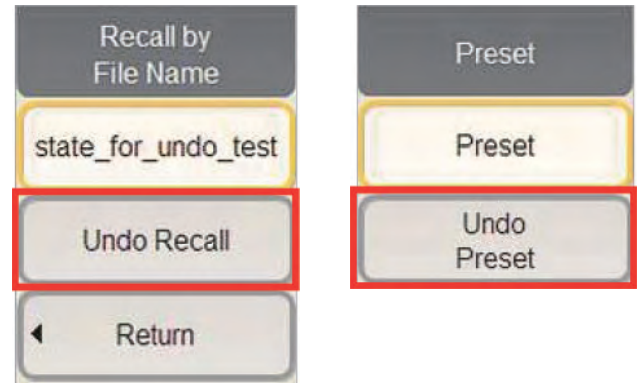 Recall by
File Name
state_for_undo_test
Undo Recall
Return
Preset
Preset
Undo
Preset